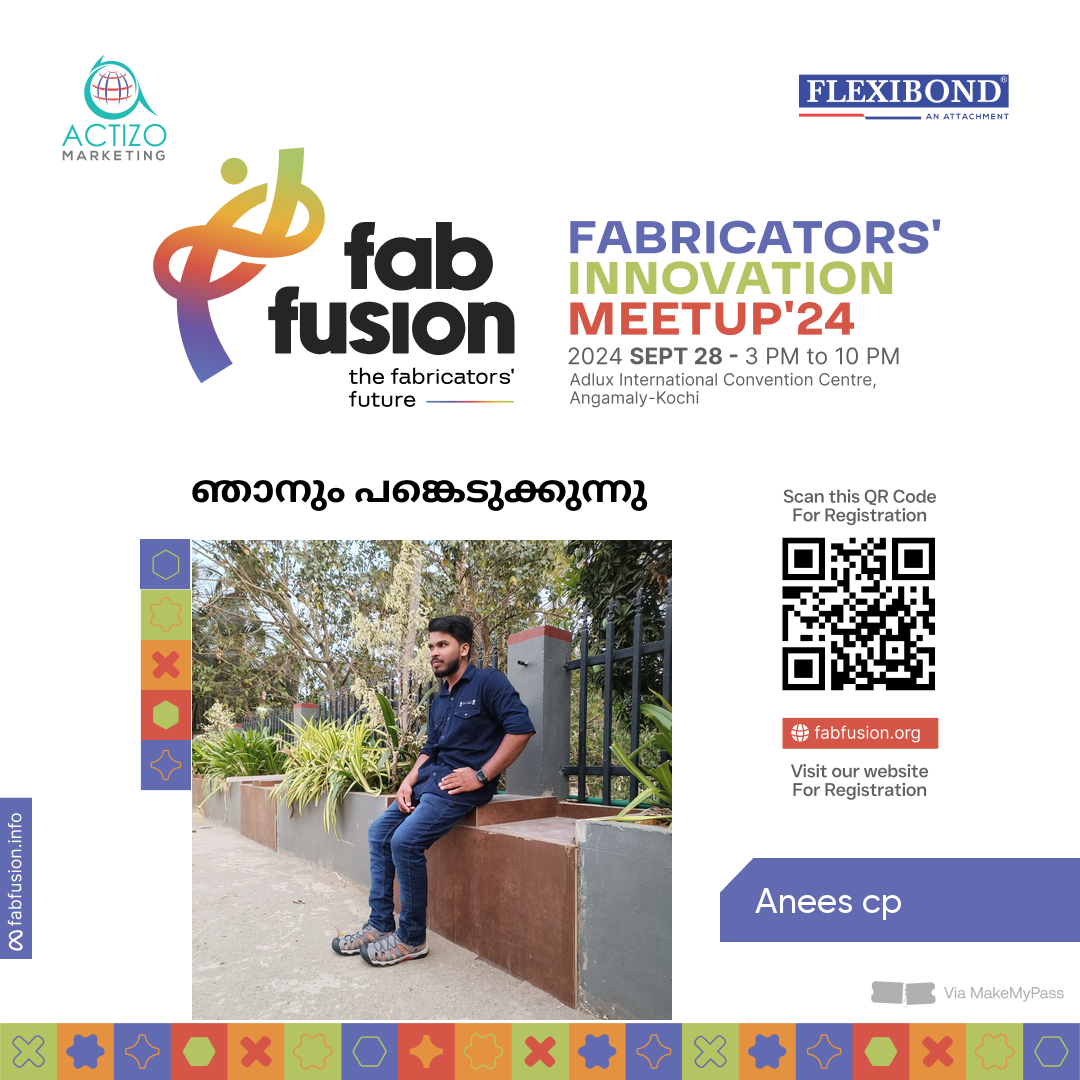 ACTIZO
MARKETING
FLEXIBOND®
AN ATTACHMENT
fab
fusion
the fabricators'
future
FABRICATORS'
INNOVATION
MEETUP'24
2024 SEPT 28 - 3 PM to 10 PM
Adlux International Convention Centre,
Angamaly-Kochi
ഞാനും പങ്കെടുക്കുന്നു
Scan this QR Code
For Registration
fabfusion.org
Visit our website
For Registration
fabfusion.info
Anees cp
Via MakeMyPass